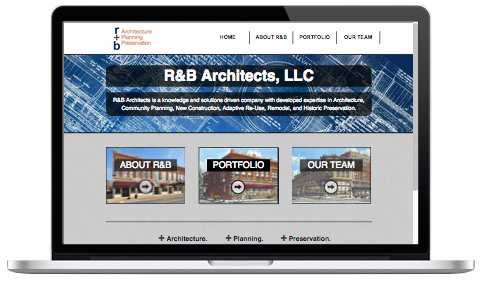 r+b
Architecture
Planning
Preservation
HOME ABOUT R&B PORTFOLIO OUR TEAM
R&B Architects, LLC
R&B Architects is a knowledge and solutions driven company with developed expertise in Architecture,
Community Planning, New Construction, Adaptive Re-Use, Remodel, and Historic Preservation.
ABOUT R&B PORTFOLIO OUR TEAM
+ Architecture. + Planning. + Preservation.